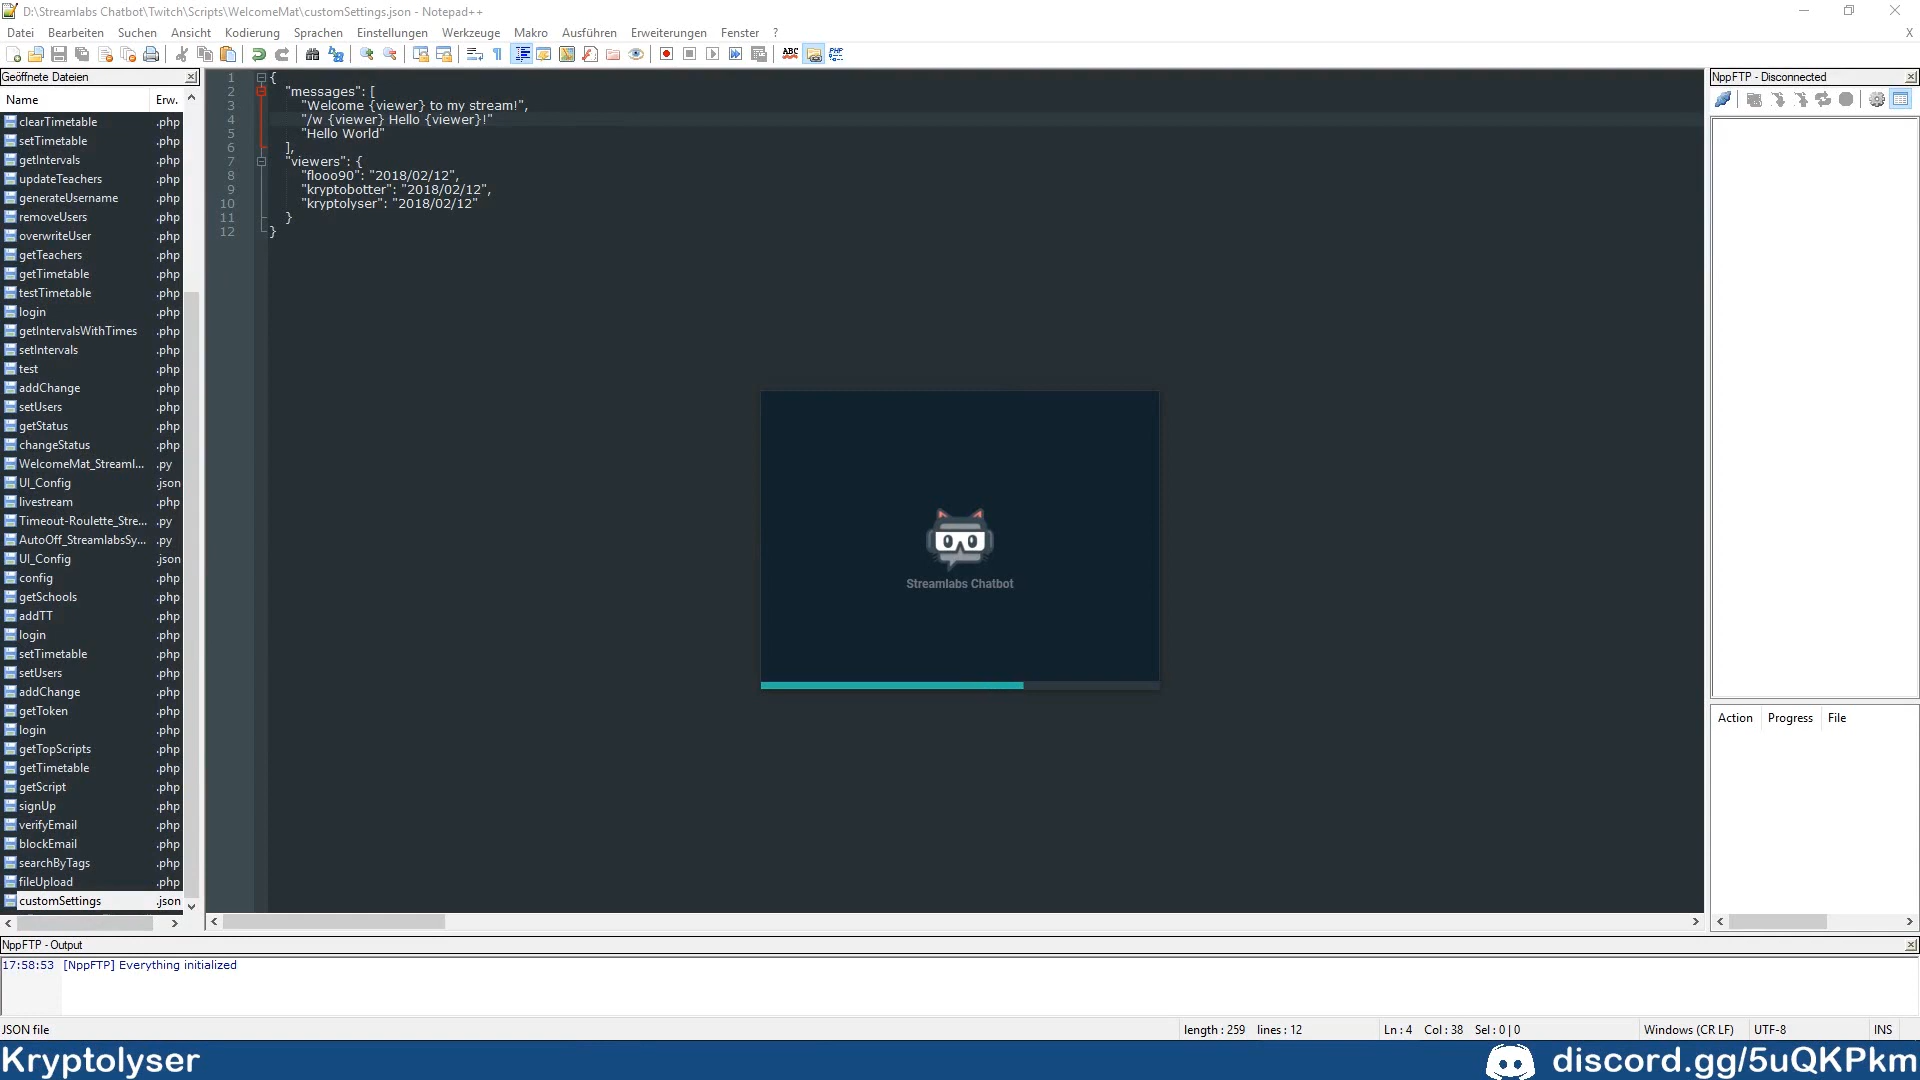 D:\Streamlabs Chatbot\Twitch\Scripts\WelcomeMat\customSettings.json - Notepad++
Datei Bearbeiten Suchen Ansicht Kodierung Sprachen Einstellungen Werkzeuge Makro Ausführen Erweiterungen Fenster ? X
Geöffnete Dateien
Name Erw.
clearTimetable .php
setTimetable .php
getIntervals .php
updateTeachers .php
generateUsername .php
removeUsers .php
overwriteUser .php
getTeachers .php
getTimetable .php
testTimetable .php
login .php
getIntervalsWithTimes .php
setIntervals .php
test .php
addChange .php
setUsers .php
getStatus .php
changeStatus .php
WelcomeMat_Streaml... .py
UI_Config .json
livestream .php
Timeout-Roulette_Stre... .py
AutoOff_StreamlabsSy... .py
UI_Config .json
config .php
getSchools .php
addTT .php
login .php
setTimetable .php
setUsers .php
addChange .php
getToken .php
login .php
getTopScripts .php
getTimetable .php
getScript .php
signUp .php
verifyEmail .php
blockEmail .php
searchByTags .php
fileUpload .php
customSettings .json
1 {
2 "messages": [
3 "Welcome {viewer} to my stream!",
4 "/w {viewer} Hello {viewer}!"
5 "Hello World"
6 ],
7 "viewers": {
8 "flooo90": "2018/02/12",
9 "kryptobotter": "2018/02/12",
10 "kryptolyser": "2018/02/12"
11 }
12 }
Streamlabs Chatbot
NppFTP - Disconnected
Action Progress File
NppFTP - Output
17:58:53 [NppFTP] Everything initialized
JSON file length : 259 lines : 12 Ln : 4 Col : 38 Sel : 0 | 0 Windows (CR LF) UTF-8 INS
Kryptolyser discord.gg/5uQKPkm